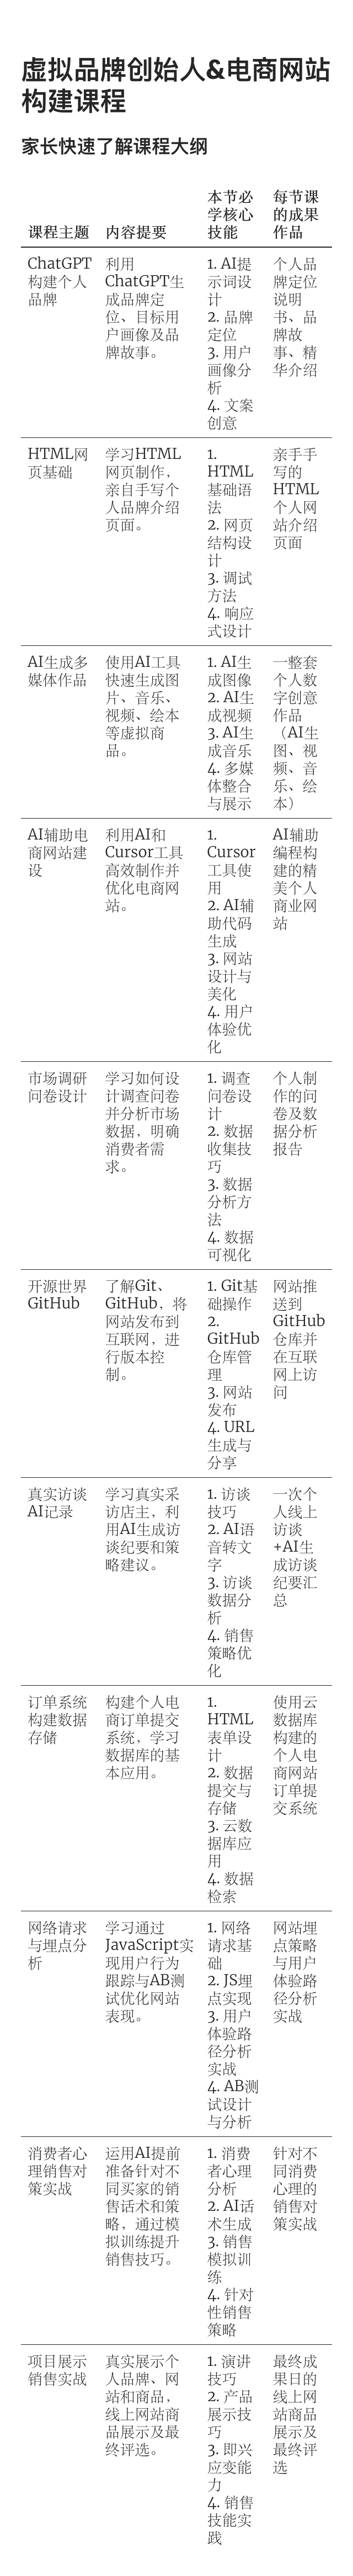 虚拟品牌创始人&电商网站
构建课程
家长快速了解课程大纲
课程主题
内容提要
本节必
学核心
技能
每节课
的成果
作品
ChatGPT
构建个人
品牌
利用
ChatGPT生
成品牌定
位、目标用
户画像及品
牌故事。
1. AI提
示词设
计
2. 品牌
定位
3. 用户
画像分
析
4. 文案
创意
个人品
牌定位
说明
书、品
牌故
事、精
华介绍
HTML网
页基础
学习HTML
网页制作，
亲自手写个
人品牌介绍
页面。
1.
HTML
基础语
法
2. 网页
结构设
计
3. 调试
方法
4. 响应
式设计
亲手手
写的
HTML
个人网
站介绍
页面
AI生成多
媒体作品
使用AI工具
快速生成图
片、音乐、
视频、绘本
等虚拟商
品。
1. AI生
成图像
2. AI生
成视频
3. AI生
成音乐
4. 多媒
体整合
与展示
一整套
个人数
字创意
作品
（AI生
图、视
频、音
乐、绘
本）
AI辅助电
商网站建
设
利用AI和
Cursor工具
高效制作并
优化电商网
站。
1.
Cursor
工具使
用
2. AI辅
助代码
生成
3. 网站
设计与
美化
4. 用户
体验优
化
AI辅助
编程构
建的精
美个人
商业网
站
市场调研
问卷设计
学习如何设
计调查问卷
并分析市场
数据，明确
消费者需
求。
1. 调查
问卷设
计
2. 数据
收集技
巧
3. 数据
分析方
法
4. 数据
可视化
个人制
作的问
卷及数
据分析
报告
开源世界
GitHub
了解Git、
GitHub，将
网站发布到
互联网，进
行版本控
制。
1. Git基
础操作
2.
GitHub
仓库管
理
3. 网站
发布
4. URL
生成与
分享
网站推
送到
GitHub
仓库并
在互联
网上访
问
真实访谈
AI记录
学习真实采
访店主，利
用AI生成访
谈纪要和策
略建议。
1. 访谈
技巧
2. AI语
音转文
字
3. 访谈
数据分
析
4. 销售
策略优
化
一次个
人线上
访谈
+AI生
成访谈
纪要汇
总
订单系统
构建数据
存储
构建个人电
商订单提交
系统，学习
数据库的基
本应用。
1.
HTML
表单设
计
2. 数据
提交与
存储
3. 云数
据库应
用
4. 数据
检索
使用云
数据库
构建的
个人电
商网站
订单提
交系统
网络请求
与埋点分
析
学习通过
JavaScript实
现用户行为
跟踪与AB测
试优化网站
表现。
1. 网络
请求基
础
2. JS埋
点实现
3. 用户
体验路
径分析
实战
4. AB测
试设计
与分析
网站埋
点策略
与用户
体验路
径分析
实战
消费者心
理销售对
策实战
运用AI提前
准备针对不
同买家的销
售话术和策
略，通过模
拟训练提升
销售技巧。
1. 消费
者心理
分析
2. AI话
术生成
3. 销售
模拟训
练
4. 针对
性销售
策略
针对不
同消费
心理的
销售对
策实战
项目展示
销售实战
真实展示个
人品牌、网
站和商品，
线上网站商
品展示及最
终评选。
1. 演讲
技巧
2. 产品
展示技
巧
3. 即兴
应变能
力
4. 销售
技能实
践
最终成
果日的
线上网
站商品
展示及
最终评
选